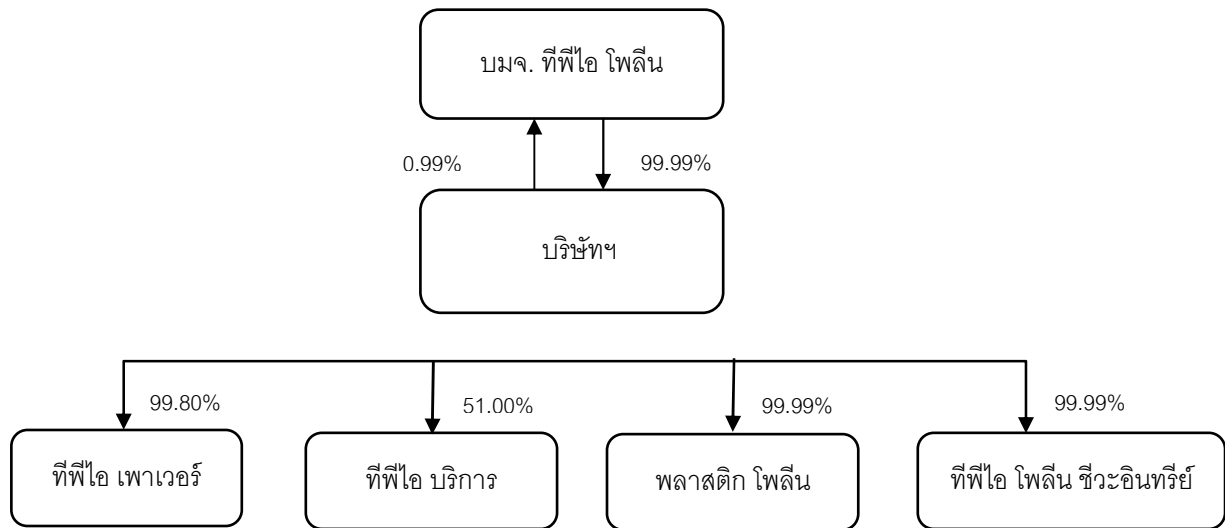 บมจ. ทีพีไอ โพลีน
0.99% 99.99%
บริษัทฯ
99.80% 51.00% 99.99% 99.99%
ทีพีไอ เพาเวอร์ ทีพีไอ บริการ พลาสติก โพลีน ทีพีไอ โพลีน ชีวะอินทรีย์